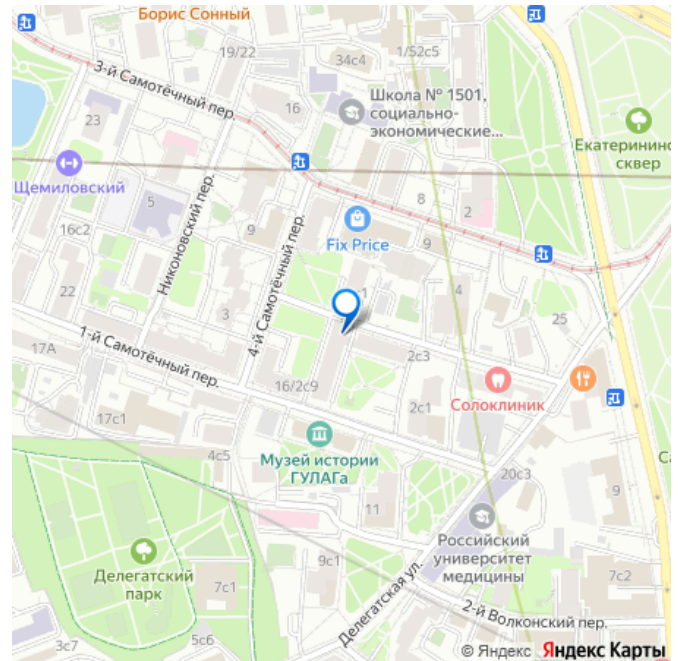 Борис Сонный
19/22
34с4
1/52с5
3-й Самотёчный пер.
16
Школа № 1501,
социально-
экономические...
23
Екатерининс
сквер
Щемиловский
5
8
2
Никоновский пер.
16с2
9
4-й Самотёчный пер.
Fix Price
9
22
3
с1
4
25
1-й Самотёчный пер.
17А
2с3
16/2с9
Солоклиник
2с1
17с1
4с5
Музей истории
ГУЛАГа
20с3
9
Са
11
Российский
университет
медицины
Делегатский
парк
7с1
9с1
Делегатская ул.
7с2
2-й Волконский пер.
3с7
5с6
© Яндекс Яндекс Карты